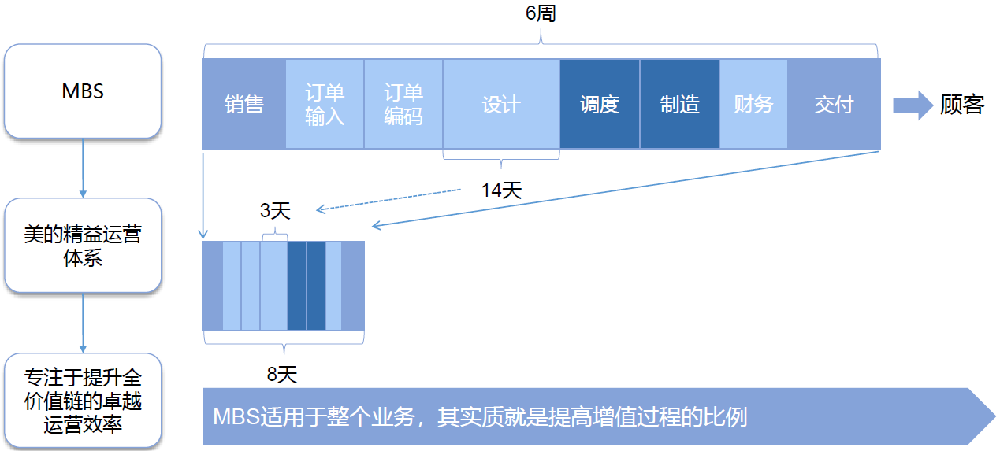 6周
MBS
销售
订单
输入
订单
编码
设计
调度
制造
财务
交付
顾客
14天
3天
美的精益运营
体系
8天
专注于提升全
价值链的卓越
运营效率
MBS适用于整个业务，其实质就是提高增值过程的比例